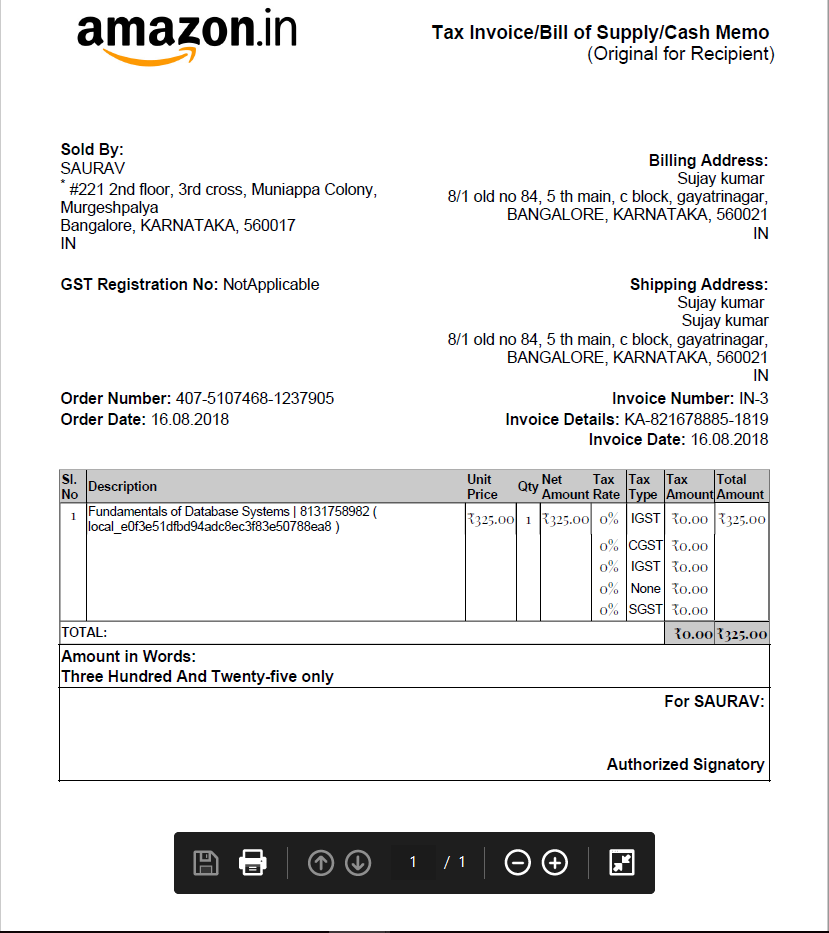 amazon.in
Tax Invoice/Bill of Supply/Cash Memo
(Original for Recipient)
Sold By:
SAURAV
* #221 2nd floor, 3rd cross, Muniappa Colony,
Murgeshpalya
Bangalore, KARNATAKA, 560017
IN
Billing Address:
Sujay kumar
8/1 old no 84, 5 th main, c block, gayatrinagar,
BANGALORE, KARNATAKA, 560021
IN
GST Registration No: NotApplicable
Shipping Address:
Sujay kumar
Sujay kumar
8/1 old no 84, 5 th main, c block, gayatrinagar,
BANGALORE, KARNATAKA, 560021
IN
Order Number: 407-5107468-1237905
Order Date: 16.08.2018
Invoice Number: IN-3
Invoice Details: KA-821678885-1819
Invoice Date: 16.08.2018
Sl. No Description Unit Price Qty Net Amount Tax Rate Tax Type Tax Amount Total Amount
1 Fundamentals of Database Systems | 8131758982 ( ₹325.00 1 ₹325.00 0% IGST ₹0.00 ₹325.00
local_e0f3e51dfbd94adc8ec3f83e50788ea8 )
0% CGST ₹0.00
0% IGST ₹0.00
0% None ₹0.00
0% SGST ₹0.00
TOTAL: ₹0.00 ₹325.00
Amount in Words:
Three Hundred And Twenty-five only
For SAURAV:
Authorized Signatory
1 / 1